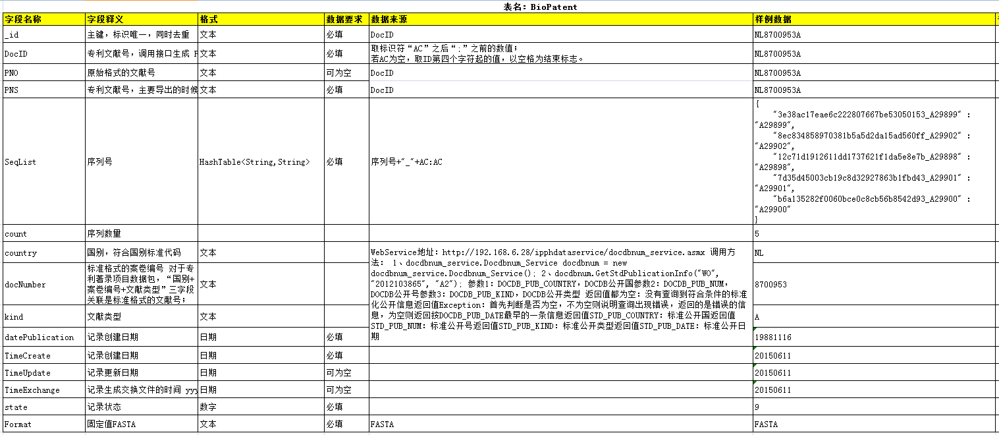 表名：BioPatent
字段名称 字段释义 格式 数据要求 数据来源 样例数据
_id 主键，标识唯一，同时去重 文本 必填 DocID NL8700953A
DocID 专利文献号，调用接口生成 文本 必填 取标识符“AC”之后“;”之前的数值； NL8700953A
若AC为空，取ID第四个字符起的值，以空格为结束标志。
PNO 原始格式的文献号 文本 可为空 DocID NL8700953A
PNS 专利文献号，主要导出的时候 文本 必填 DocID NL8700953A
SeqList 序列号 HashTable<String,String> 必填 序列号+"_"+AC:AC
{
"3e38ac17eae6c222807667be53050153_A29899" :
"A29899",
"8ec834858970381b5a5d2da15ad560ff_A29902" :
"A29902",
"12c71d1912611dd1737621f1da5e8e7b_A29898" :
"A29898",
"7d35d45003cb19c8d32927863b1fbd43_A29901" :
"A29901",
"b6a135282f0060bce0c8cb56b8542d93_A29900" :
"A29900"
}
count 序列数量 5
country 国别，符合国别标准代码 文本 NL
docNumber 标准格式的案卷编号 对于专
利著录项目数据包，“国别+
案卷编号+文献类型”三字段
关联是标准格式的文献号；
文本 8700953
kind 文献类型 文本 A
WebService地址：http://192.168.6.28/ipphdataservice/docdbnum_service.asmx 调用方
法： 1、docdbnum_service.Docdbnum_Service docdbnum = new
docdbnum_service.Docdbnum_Service(); 2、docdbnum.GetStdPublicationInfo("WO",
"2012103865", "A2"); 参数1：DOCDB_PUB_COUNTRY，DOCDB公开国参数2：DOCDB_PUB_NUM，
DOCDB公开号参数3：DOCDB_PUB_KIND，DOCDB公开类型 返回值都为空：没有查询到符合条件的标准
化公开信息返回值Exception：首先判断是否为空，不为空则说明查询出现错误，返回的是错误的信
息，为空则返回按DOCDB_PUB_DATE最早的一条信息返回值STD_PUB_COUNTRY：标准公开国返回值
STD_PUB_NUM：标准公开号返回值STD_PUB_KIND：标准公开类型返回值STD_PUB_DATE：标准公开日
期
datePublication 记录创建日期 日期 必填 19881116
TimeCreate 记录创建日期 日期 必填 20150611
TimeUpdate 记录更新日期 日期 可为空 20150611
TimeExchange 记录生成交换文件的时间 yyy 日期 可为空 20150611
state 记录状态 数字 必填 9
Format 固定值FASTA 文本 必填 FASTA FASTA